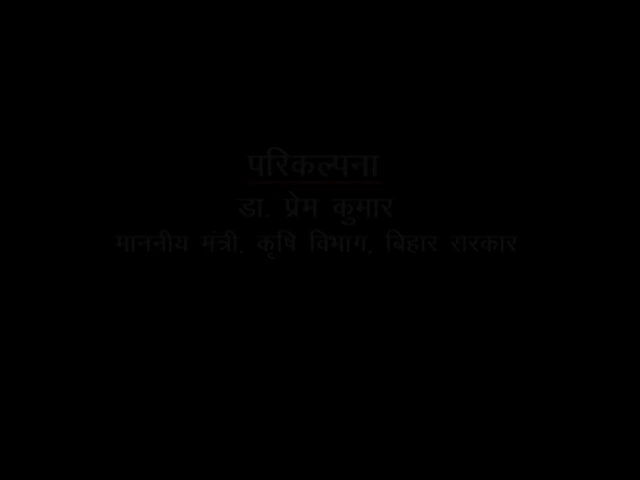 परिकल्पना
डा. प्रेम कुमार
माननीय मंत्री, कृषि विभाग, बिहार सरकार